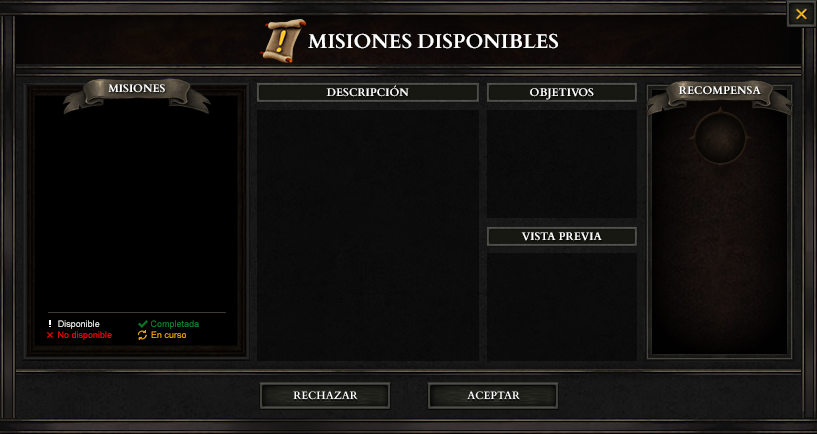 MISIONES DISPONIBLES
MISIONES
DESCRIPCIÓN
OBJETIVOS
RECOMPENSA
VISTA PREVIA
! Disponible
Completada
No disponible
En curso
RECHAZAR
ACEPTAR